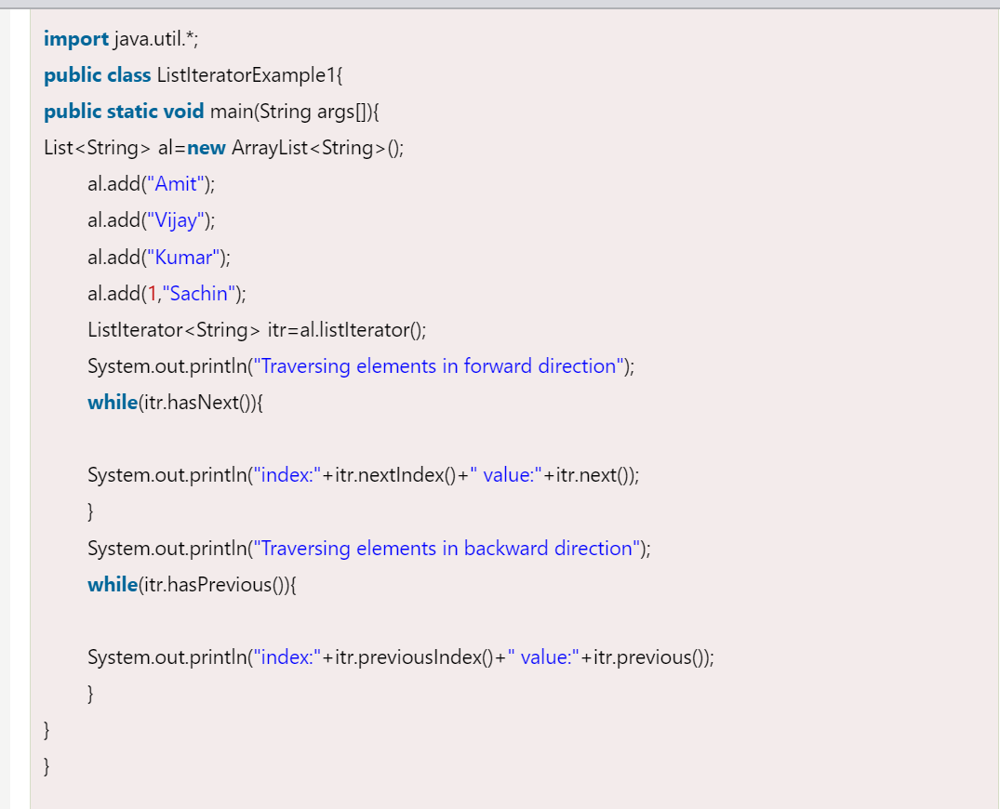 import java.util.*;
public class ListIteratorExample1{
public static void main(String args[]){
List<String> al=new ArrayList<String>();
al.add("Amit");
al.add("Vijay");
al.add("Kumar");
al.add(1,"Sachin");
ListIterator<String> itr=al.listIterator();
System.out.println("Traversing elements in forward direction");
while(itr.hasNext()){
System.out.println("index:"+itr.nextIndex()+" value:"+itr.next());
}
System.out.println("Traversing elements in backward direction");
while(itr.hasPrevious()){
System.out.println("index:"+itr.previousIndex()+" value:"+itr.previous());
}
}
}